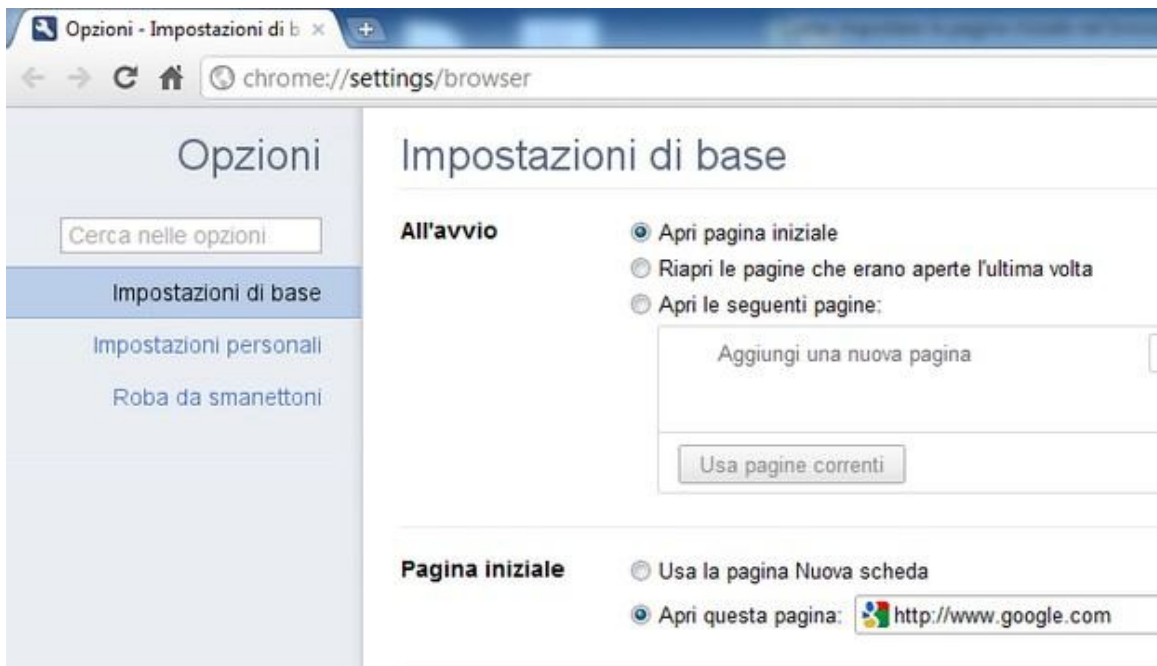 Opzioni - Impostazioni di b
chrome://settings/browser
Opzioni
Cerca nelle opzioni
Impostazioni di base
Impostazioni personali
Roba da smanettoni
Impostazioni di base
All'avvio
Apri pagina iniziale
Riapri le pagine che erano aperte l'ultima volta
Apri le seguenti pagine:
Aggiungi una nuova pagina
Usa pagine correnti
Pagina iniziale
Usa la pagina Nuova scheda
Apri questa pagina: http://www.google.com